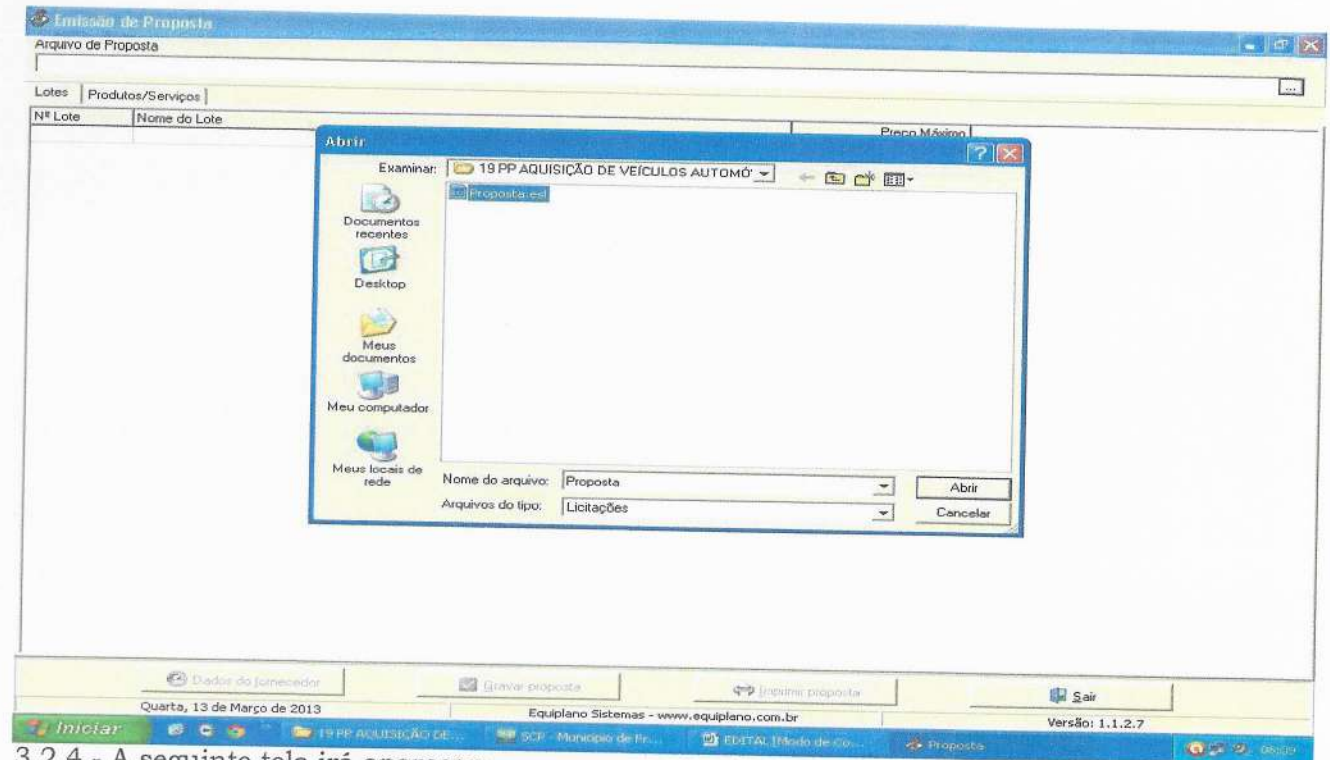 Emissão de Proposta
Arquivo de Proposta
...
Lotes Produtos/Serviços
Nº Lote Nome do Lote Preço Máximo
Abrir
Examinar: 19 PP AQUISIÇÃO DE VEÍCULOS AUTOMÓ
Proposta.esl
Documentos recentes
Desktop
Meus documentos
Meu computador
Meus locais de rede
Nome do arquivo: Proposta Abrir
Arquivos do tipo: Licitações Cancelar
Dados do fornecedor Gravar proposta Imprimir proposta Sair
Quarta, 13 de Março de 2013 Equiplano Sistemas - www.equiplano.com.br Versão: 1.1.2.7
Iniciar 19 PP AQUISIÇÃO DE... SCP - Município de Fr... EDITAL [Modo de Co... Proposta
3.2.4 - A seguinte tela irá